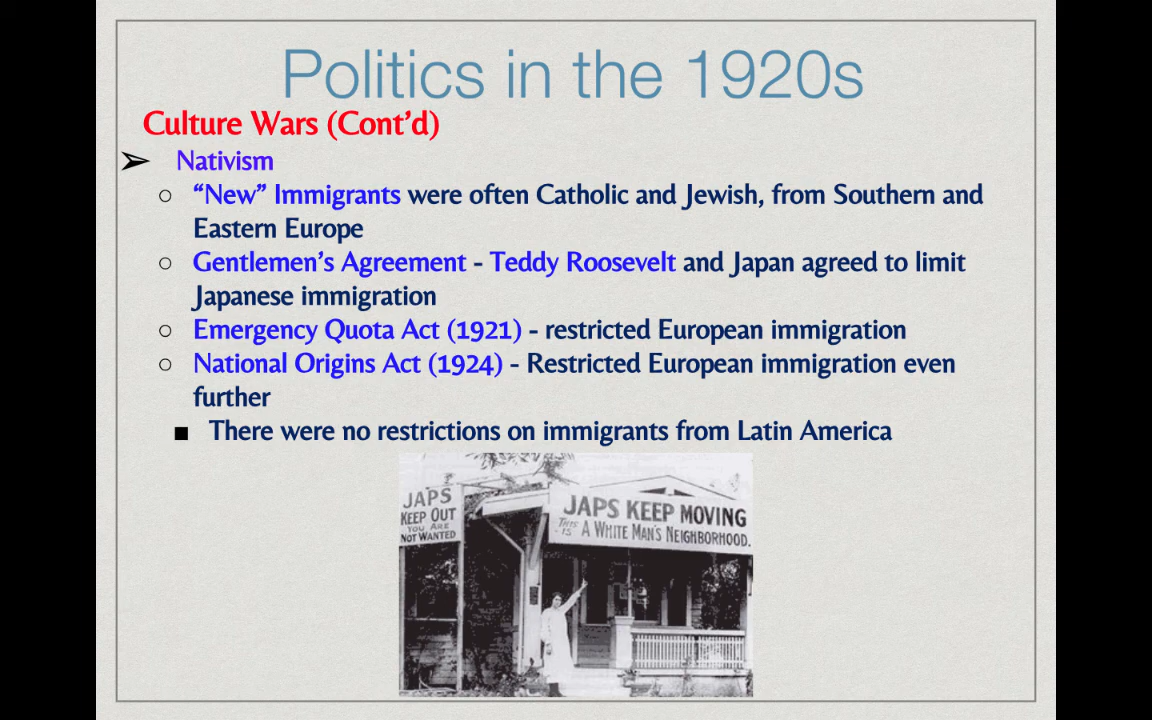 Politics in the 1920s
Culture Wars (Cont'd)
➢ Nativism
○ “New” Immigrants were often Catholic and Jewish, from Southern and
Eastern Europe
○ Gentlemen's Agreement - Teddy Roosevelt and Japan agreed to limit
Japanese immigration
○ Emergency Quota Act (1921) - restricted European immigration
○ National Origins Act (1924) - Restricted European immigration even
further
■ There were no restrictions on immigrants from Latin America
JAPS
KEEP OUT
YOU ARE
NOT WANTED
JAPS KEEP MOVING
THIS IS A WHITE MAN'S NEIGHBORHOOD.